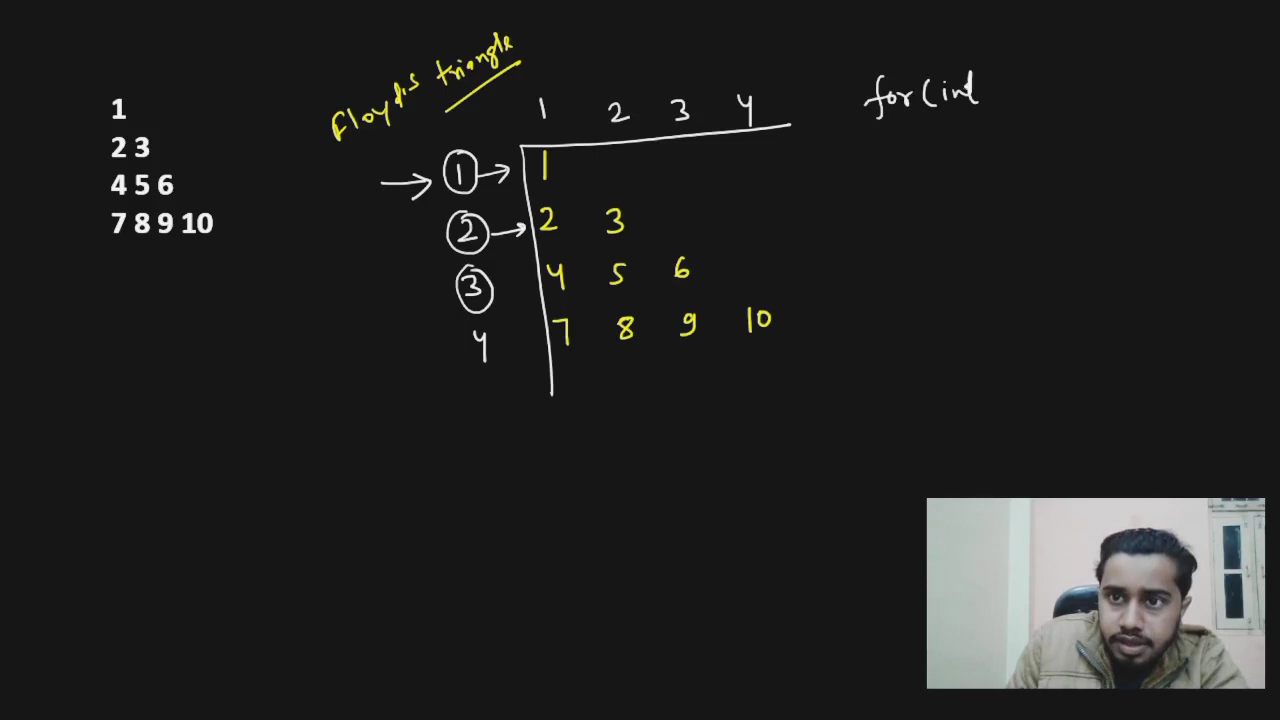 1
2 3
4 5 6
7 8 9 10
Floyd's triangle
1 2 3 4
1 → 1
2 → 2 3
3 4 5 6
4 7 8 9 10
for(int